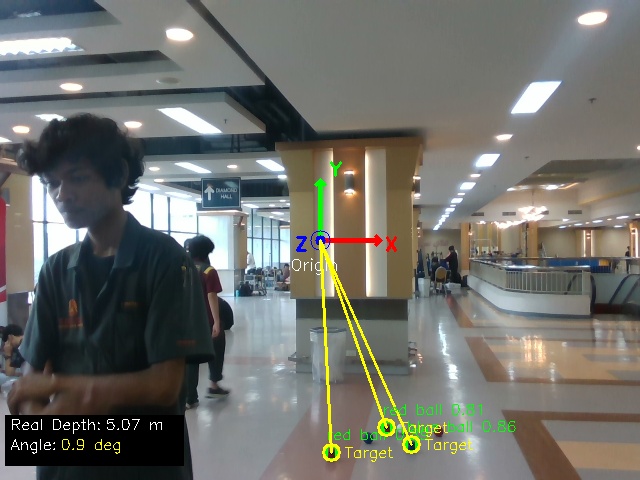 DIAMOND
HALL
Y
Z
X
Origin
red ball 0.81
ball 0.86
red ball
Target
Target
Target
Real Depth: 5.07 m
Angle: 0.9 deg